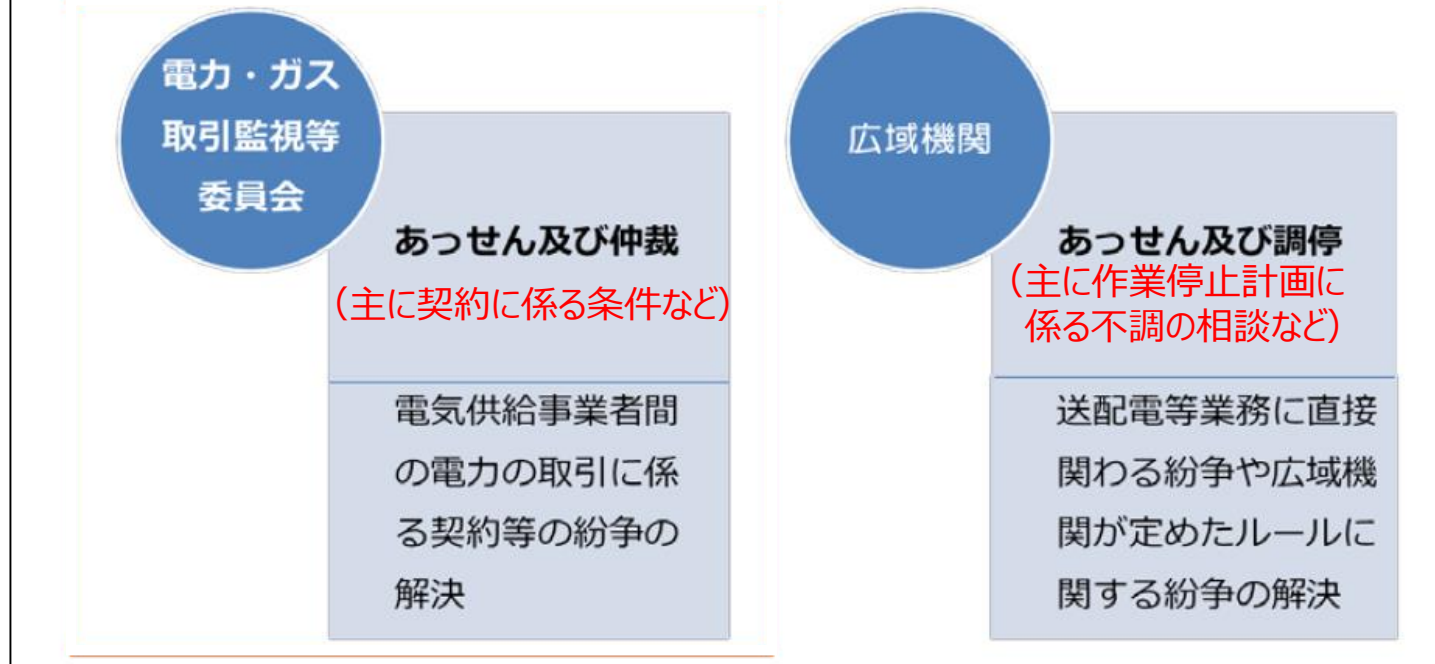 電力・ガス
取引監視等
委員会
あっせん及び仲裁
（主に契約に係る条件など）
電気供給事業者間
の電力の取引に係
る契約等の紛争の
解決
広域機関
あっせん及び調停
（主に作業停止計画に
係る不調の相談など）
送配電等業務に直接
関わる紛争や広域機
関が定めたルールに
関する紛争の解決